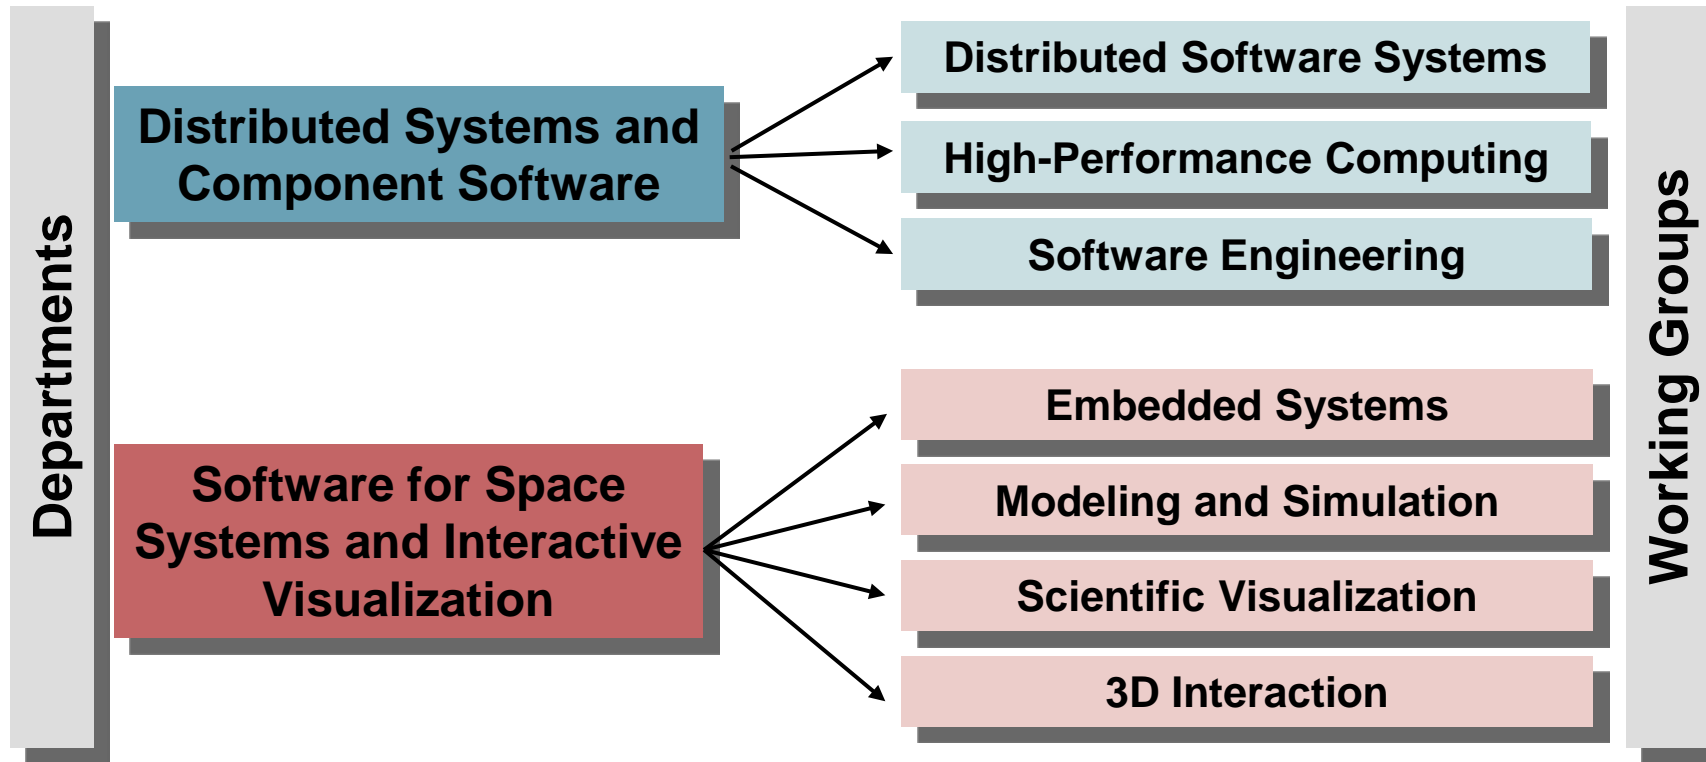 Departments
Distributed Systems and
Component Software
Distributed Software Systems
High-Performance Computing
Software Engineering
Software for Space
Systems and Interactive
Visualization
Embedded Systems
Modeling and Simulation
Scientific Visualization
3D Interaction
Working Groups